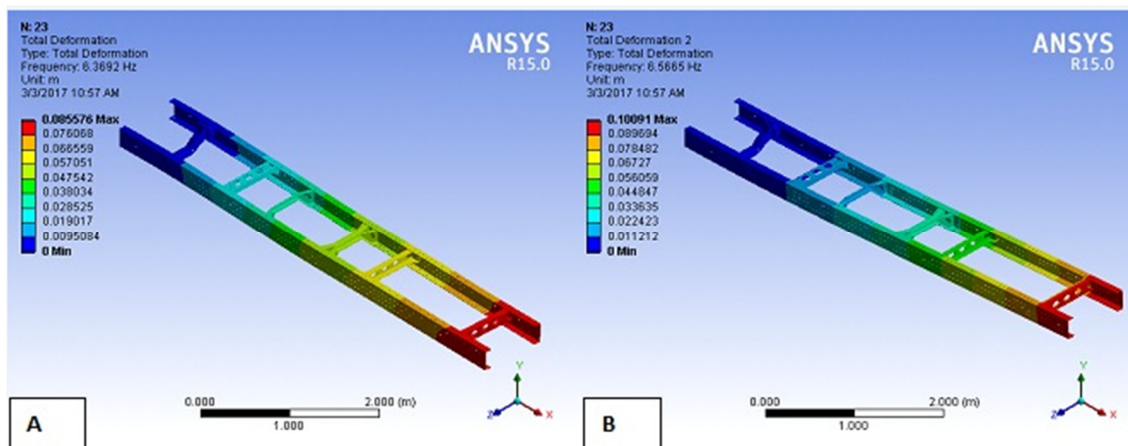 N: 23
Total Deformation
Type: Total Deformation
Frequency: 6.3692 Hz
Unit: m
3/3/2017 10:57 AM
ANSYS
R15.0
0.085576 Max
0.076068
0.066559
0.057051
0.047542
0.038034
0.028525
0.019017
0.0095084
0 Min
Y
Z
X
0.000
2.000 (m)
1.000
A
N: 23
Total Deformation 2
Type: Total Deformation
Frequency: 6.5665 Hz
Unit: m
3/3/2017 10:57 AM
ANSYS
R15.0
0.10091 Max
0.089694
0.078482
0.06727
0.056059
0.044847
0.033635
0.022423
0.011212
0 Min
Y
Z
X
0.000
2.000 (m)
1.000
B